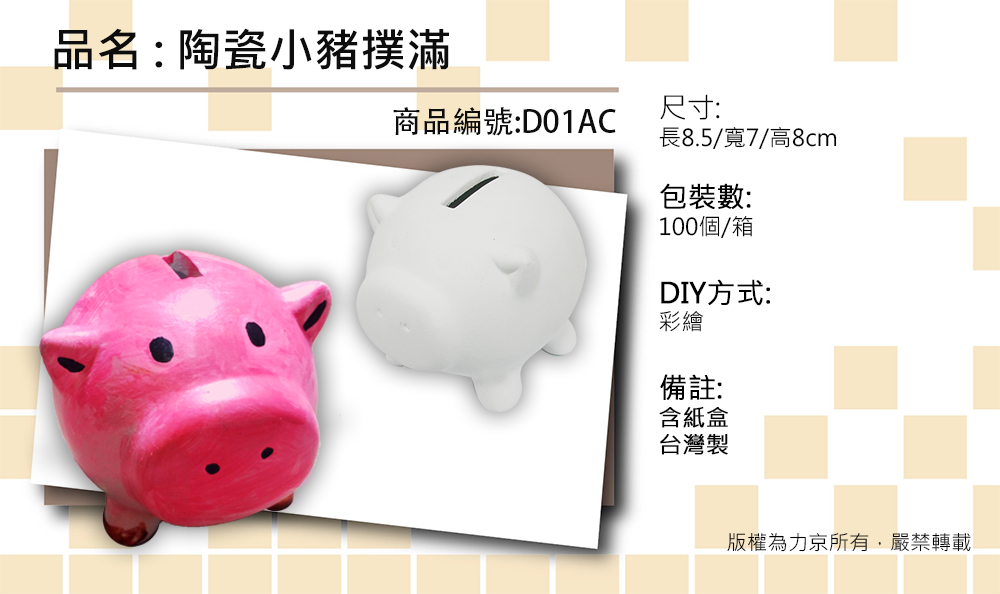 品名 : 陶瓷小豬撲滿
商品編號:D01AC
尺寸:
長8.5/寬7/高8cm
包裝數:
100個/箱
DIY方式:
彩繪
備註:
含紙盒
台灣製
版權為力京所有，嚴禁轉載